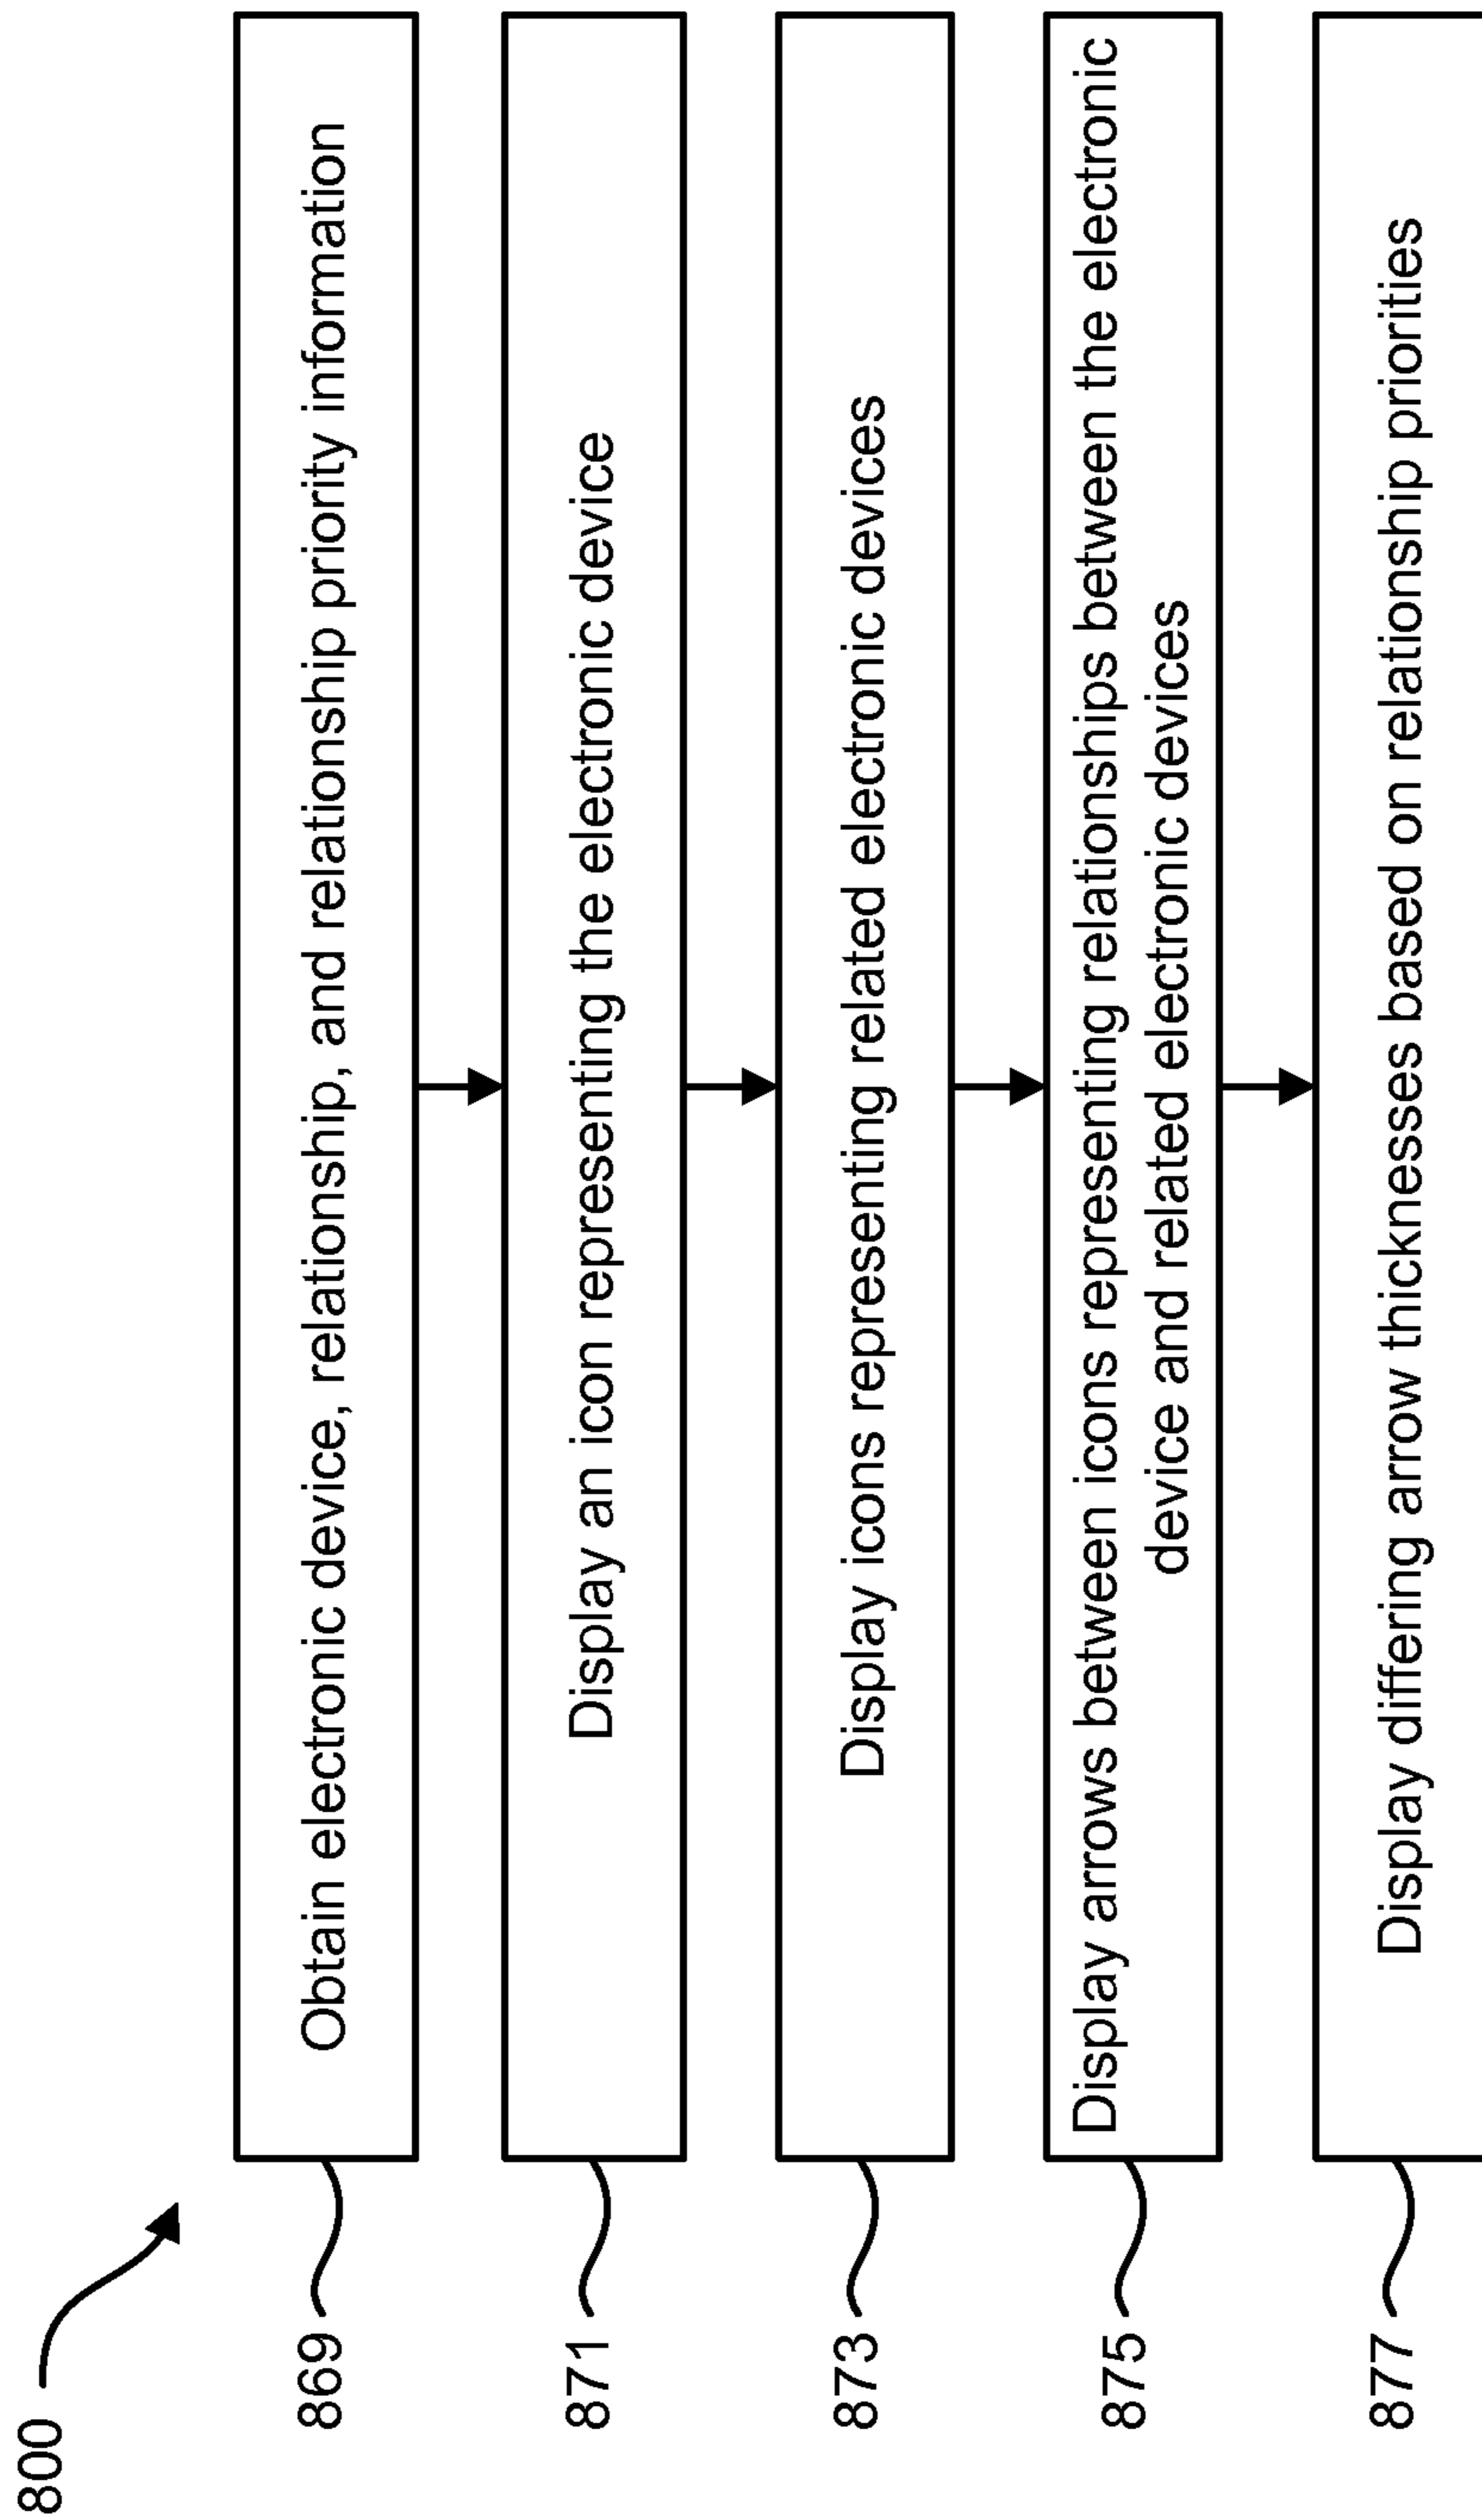 800
869
Obtain electronic device, relationship, and relationship priority information
871
Display an icon representing the electronic device
873
Display icons representing related electronic devices
875
Display arrows between icons representing relationships between the electronic
device and related electronic devices
877
Display differing arrow thicknesses based on relationship priorities